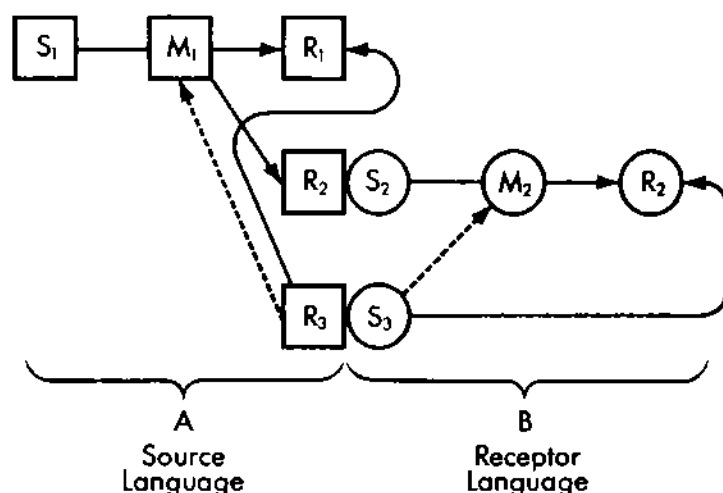 S₁ M₁ R₁
R₂ S₂ M₂ R₂
R₃ S₃
A B
Source Receptor
Language Language